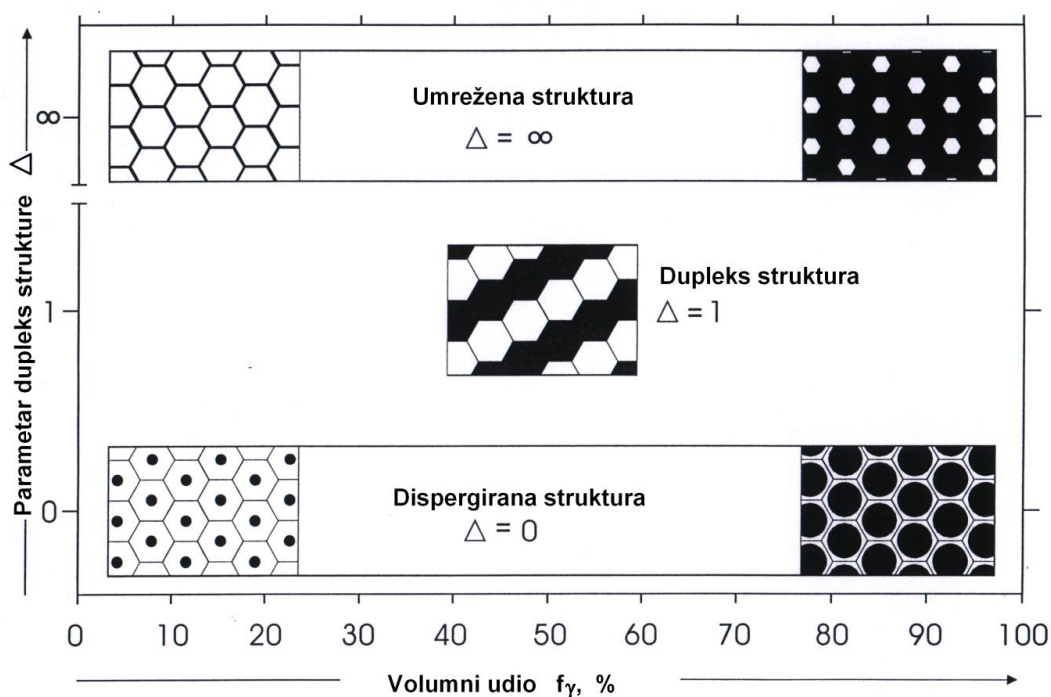 Parametar dupleks strukture △
∞
1
0
Umrežena struktura
△ = ∞
Dupleks struktura
△ = 1
Dispergirana struktura
△ = 0
0 10 20 30 40 50 60 70 80 90 100
Volumni udio fγ, %